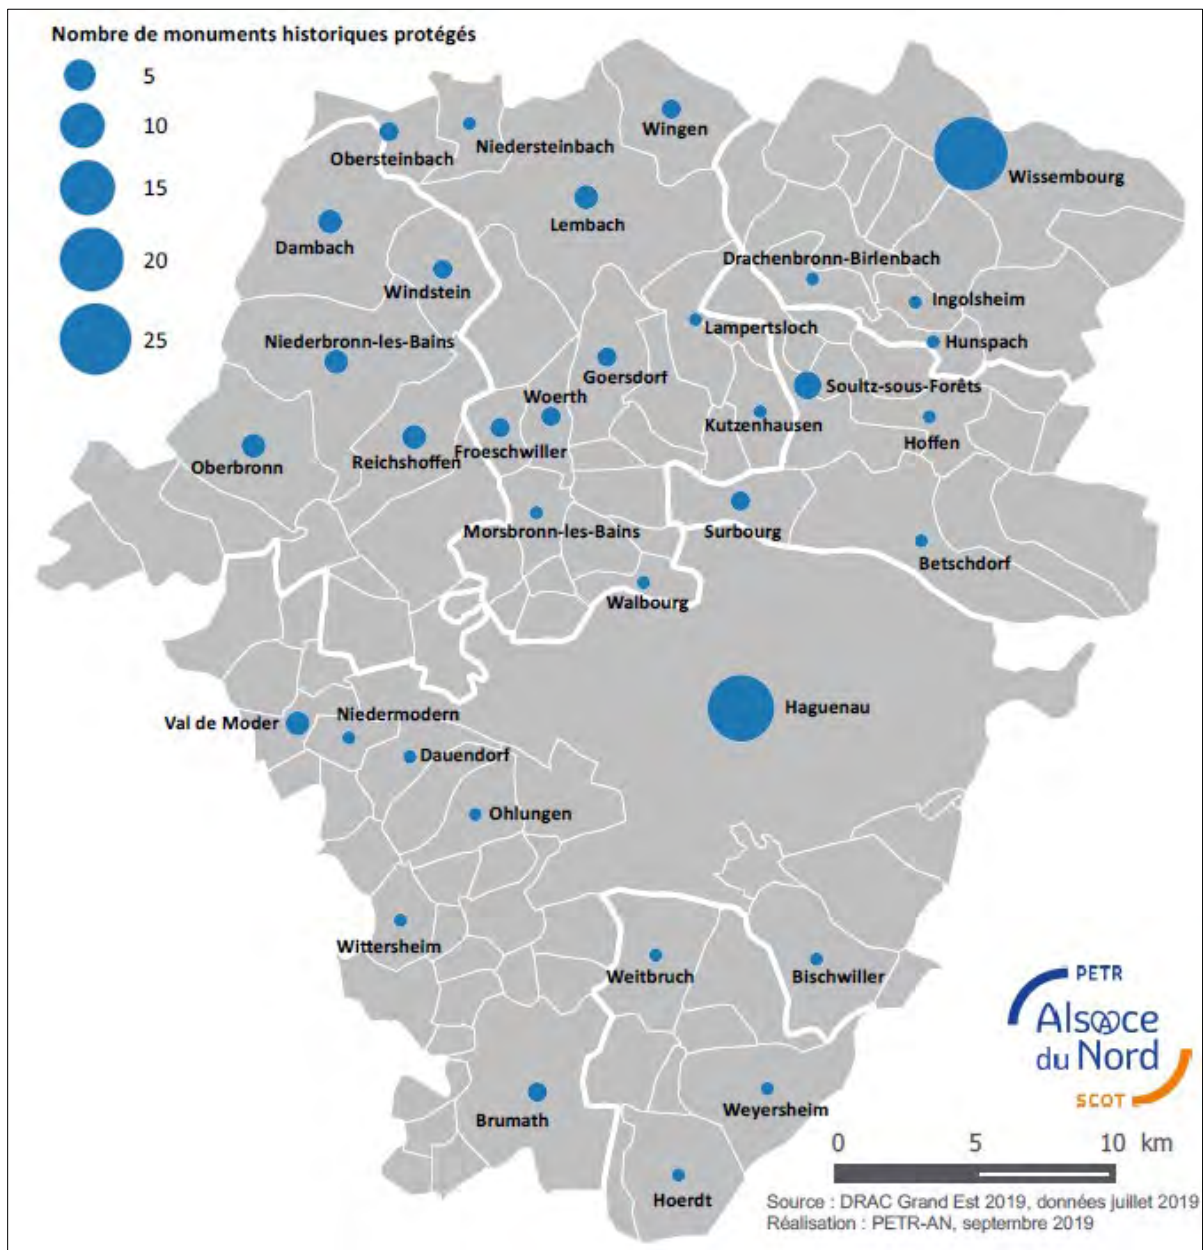 Nombre de monuments historiques protégés
5
10
15
20
25
Wingen
Niedersteinbach
Obersteinbach
Wissembourg
Lembach
Dambach
Drachenbronn-Birlenbach
Windstein
Ingolsheim
Lampertsloch
Hunspach
Niederbronn-les-Bains
Goersdorf
Soultz-sous-Forêts
Woerth
Kutzenhausen
Hoffen
Froeschwiller
Reichshoffen
Oberbronn
Morsbronn-les-Bains
Surbourg
Betschdorf
Walbourg
Haguenau
Niedermodern
Val de Moder
Dauendorf
Ohlungen
Wittersheim
Weitbruch
Bischwiller
PETR
Alsace
du Nord
SCOT
Brumath
Weyersheim
Hoerdt
0 5 10 km
Source : DRAC Grand Est 2019, données juillet 2019
Réalisation : PETR-AN, septembre 2019